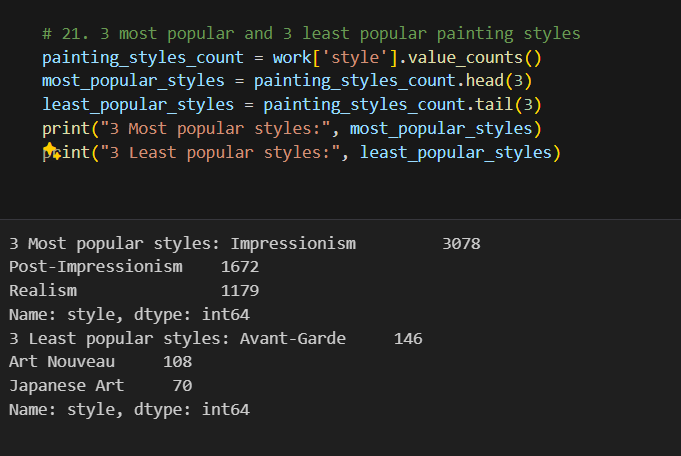 # 21. 3 most popular and 3 least popular painting styles
painting_styles_count = work['style'].value_counts()
most_popular_styles = painting_styles_count.head(3)
least_popular_styles = painting_styles_count.tail(3)
print("3 Most popular styles:", most_popular_styles)
print("3 Least popular styles:", least_popular_styles)
3 Most popular styles: Impressionism         3078
Post-Impressionism    1672
Realism               1179
Name: style, dtype: int64
3 Least popular styles: Avant-Garde     146
Art Nouveau     108
Japanese Art     70
Name: style, dtype: int64